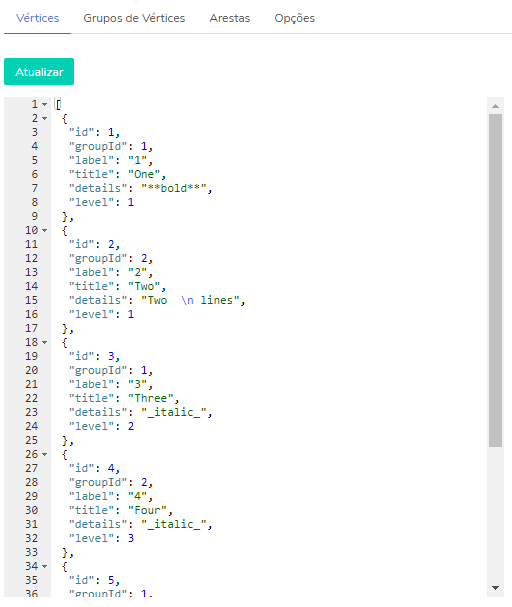 Vértices Grupos de Vértices Arestas Opções
Atualizar
1 [
2 {
3 "id": 1,
4 "groupId": 1,
5 "label": "1",
6 "title": "One",
7 "details": "**bold**",
8 "level": 1
9 },
10 {
11 "id": 2,
12 "groupId": 2,
13 "label": "2",
14 "title": "Two",
15 "details": "Two  \n lines",
16 "level": 1
17 },
18 {
19 "id": 3,
20 "groupId": 1,
21 "label": "3",
22 "title": "Three",
23 "details": "_italic_",
24 "level": 2
25 },
26 {
27 "id": 4,
28 "groupId": 2,
29 "label": "4",
30 "title": "Four",
31 "details": "_italic_",
32 "level": 3
33 },
34 {
35 "id": 5,
36 "groupId": 1,